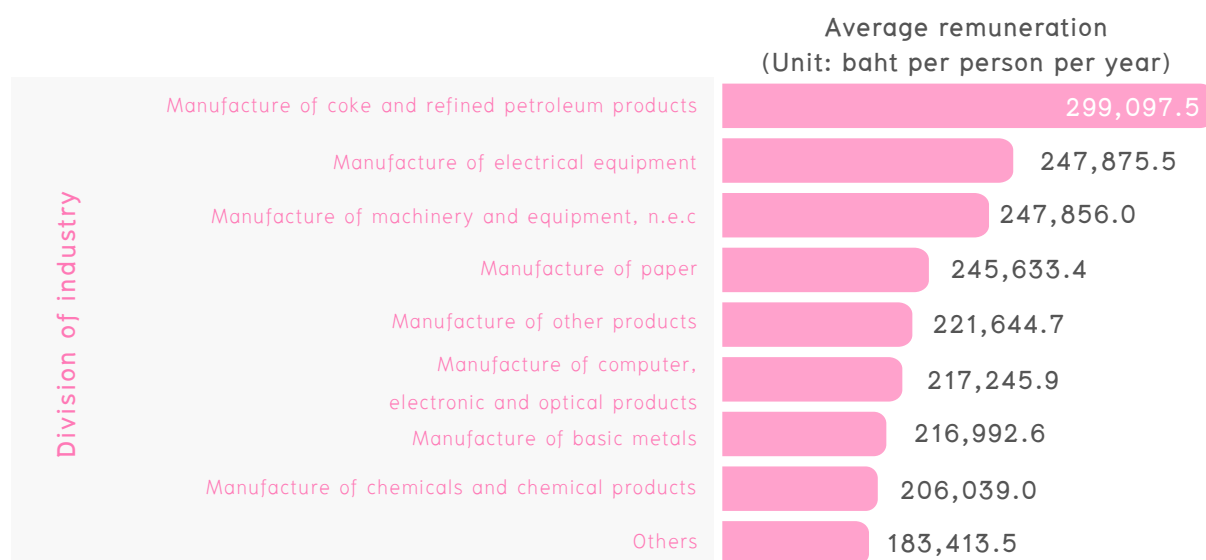 Average remuneration
(Unit: baht per person per year)
Division of industry
Manufacture of coke and refined petroleum products 299,097.5
Manufacture of electrical equipment 247,875.5
Manufacture of machinery and equipment, n.e.c 247,856.0
Manufacture of paper 245,633.4
Manufacture of other products 221,644.7
Manufacture of computer,
electronic and optical products 217,245.9
Manufacture of basic metals 216,992.6
Manufacture of chemicals and chemical products 206,039.0
Others 183,413.5